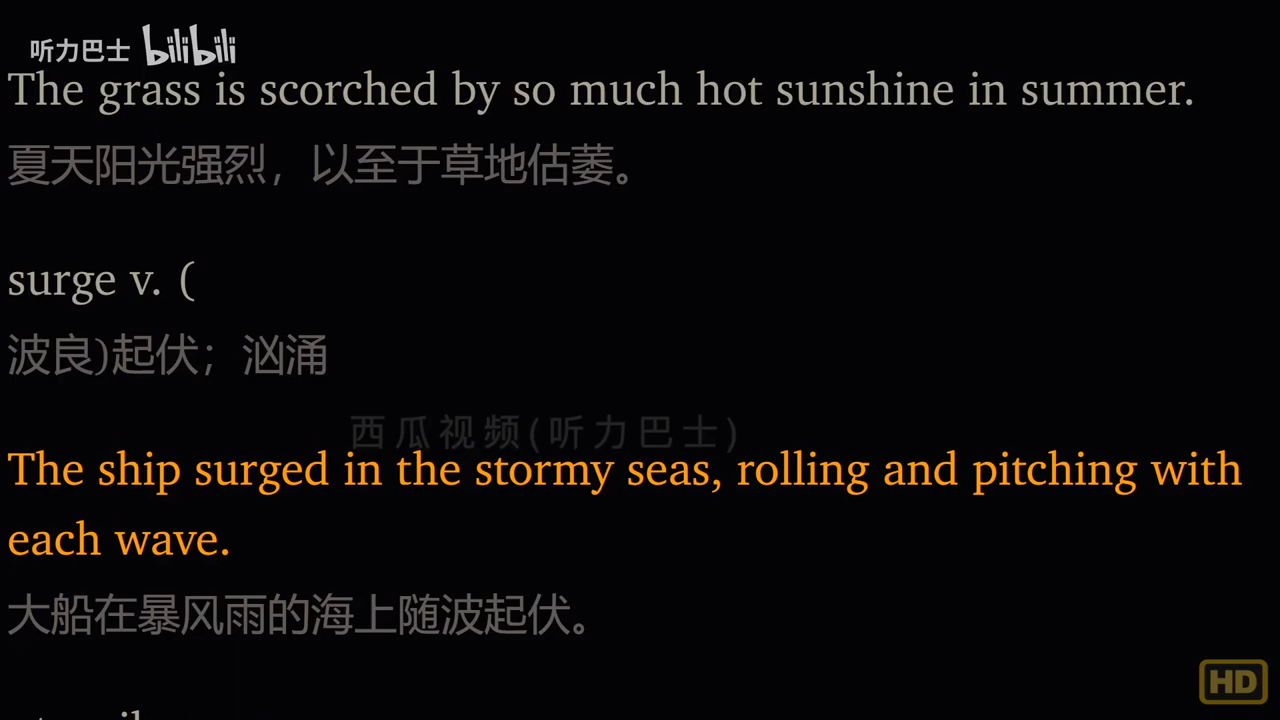 听力巴士 bilibili
The grass is scorched by so much hot sunshine in summer.
夏天阳光强烈，以至于草地估萎。
surge v. (
波良)起伏；汹涌
西瓜视频(听力巴士)
The ship surged in the stormy seas, rolling and pitching with
each wave.
大船在暴风雨的海上随波起伏。
HD